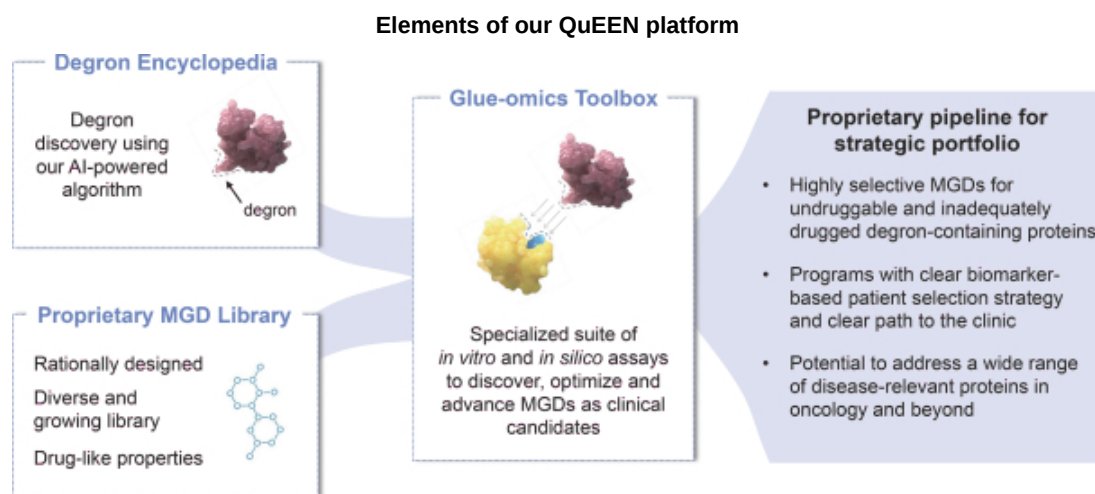 Elements of our QuEEN platform
Degron Encyclopedia
Degron
discovery using
our AI-powered
algorithm
degron
Proprietary MGD Library
Rationally designed
Diverse and
growing library
Drug-like properties
Glue-omics Toolbox
Specialized suite of
in vitro and in silico assays
to discover, optimize and
advance MGDs as clinical
candidates
Proprietary pipeline for
strategic portfolio
• Highly selective MGDs for
undruggable and inadequately
drugged degron-containing proteins
• Programs with clear biomarker-
based patient selection strategy
and clear path to the clinic
• Potential to address a wide range
of disease-relevant proteins in
oncology and beyond